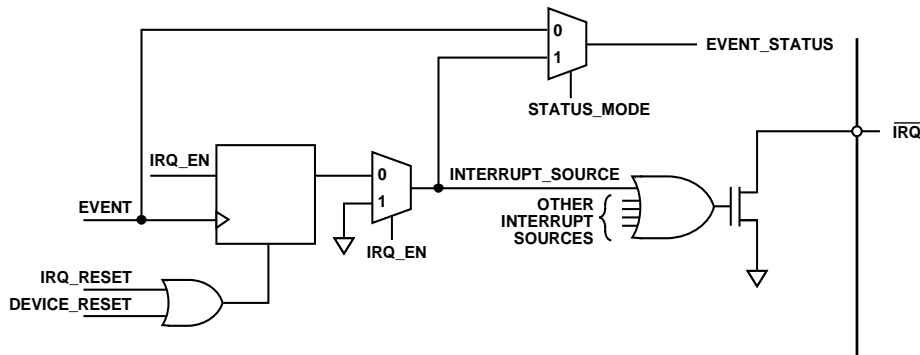 0
1
EVENT_STATUS
STATUS_MODE
IRQ
IRQ_EN
0
1
INTERRUPT_SOURCE
EVENT
OTHER
INTERRUPT
SOURCES
IRQ_EN
IRQ_RESET
DEVICE_RESET